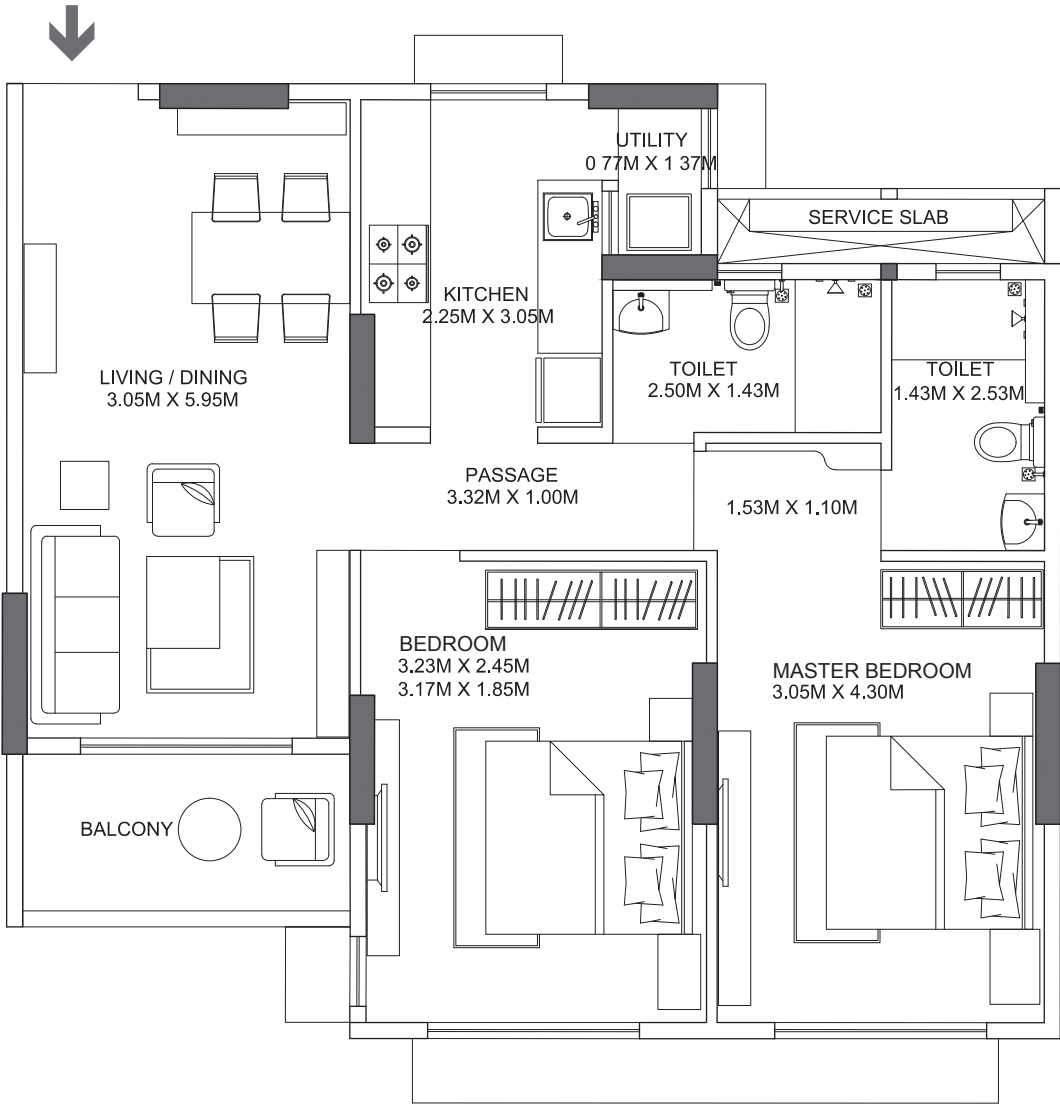 UTILITY
0 77M X 1 37M
SERVICE SLAB
KITCHEN
2.25M X 3.05M
LIVING / DINING
3.05M X 5.95M
TOILET
2.50M X 1.43M
TOILET
1.43M X 2.53M
PASSAGE
3.32M X 1.00M
1.53M X 1.10M
BEDROOM
3.23M X 2.45M
3.17M X 1.85M
MASTER BEDROOM
3.05M X 4.30M
BALCONY